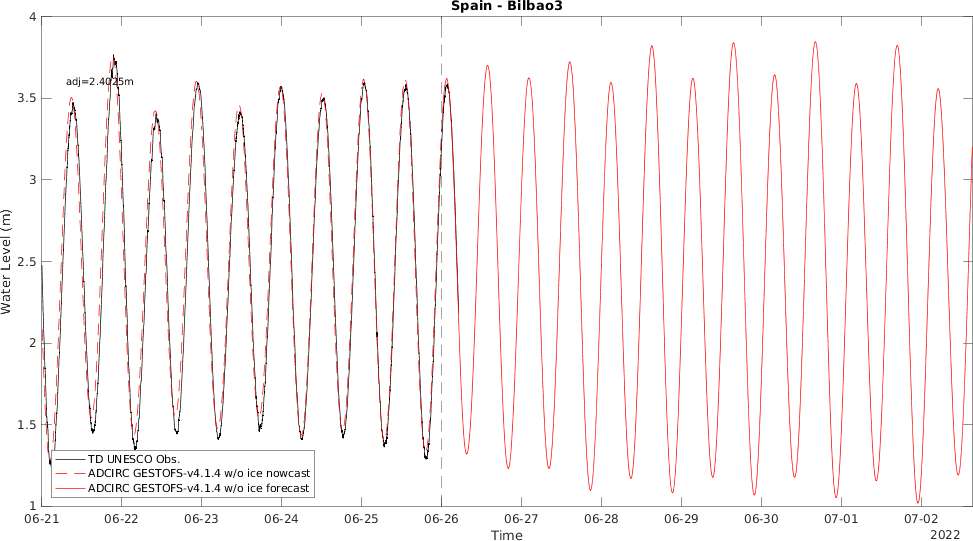 Spain - Bilbao3
4
adj=2.4025m
3.5
3
2.5
2
1.5
1
Water Level (m)
TD UNESCO Obs.
ADCIRC GESTOFS-v4.1.4 w/o ice nowcast
ADCIRC GESTOFS-v4.1.4 w/o ice forecast
06-21 06-22 06-23 06-24 06-25 06-26 06-27 06-28 06-29 06-30 07-01 07-02
Time
2022